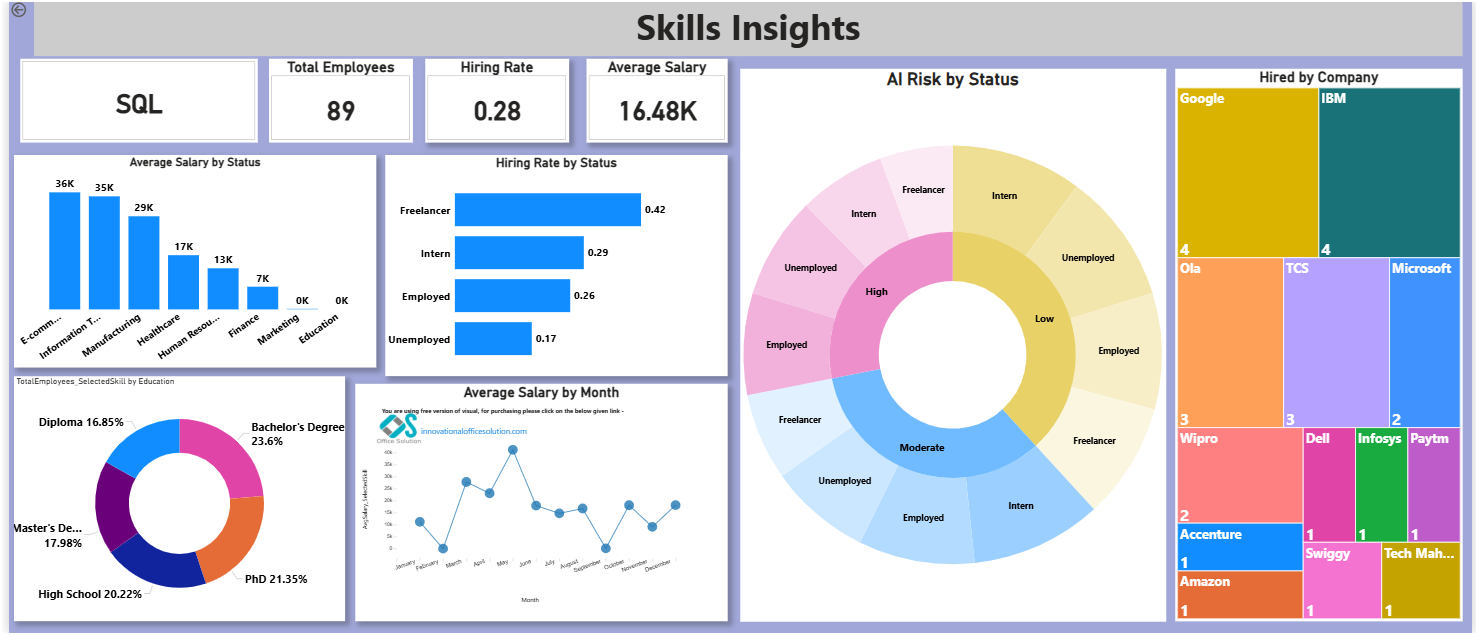 Skills Insights
SQL
Total Employees
89
Hiring Rate
0.28
Average Salary
16.48K
Average Salary by Status
36K
35K
29K
17K
13K
7K
0K
0K
E-comm...
Information T...
Manufacturing
Healthcare
Human Resou...
Finance
Marketing
Education
Hiring Rate by Status
Freelancer
0.42
Intern
0.29
Employed
0.26
Unemployed
0.17
TotalEmployees_SelectedSkill by Education
Diploma 16.85%
Bachelor's Degree
23.6%
Master's De...
17.98%
PhD 21.35%
High School 20.22%
Average Salary by Month
You are using free version of visual, for purchasing please click on the below given link -
Office Solution
innovationalofficesolution.com
AvgSalary_SelectedSkill
40k
35k
30k
25k
20k
15k
10k
5k
0
January
February
March
April
May
June
July
August
September
October
November
December
Month
AI Risk by Status
High
Freelancer
Intern
Unemployed
Employed
Low
Intern
Unemployed
Employed
Freelancer
Moderate
Freelancer
Unemployed
Employed
Intern
Hired by Company
Google
4
IBM
4
Ola
3
TCS
3
Microsoft
2
Wipro
2
Dell
1
Infosys
1
Paytm
1
Accenture
1
Amazon
1
Swiggy
1
Tech Mah...
1